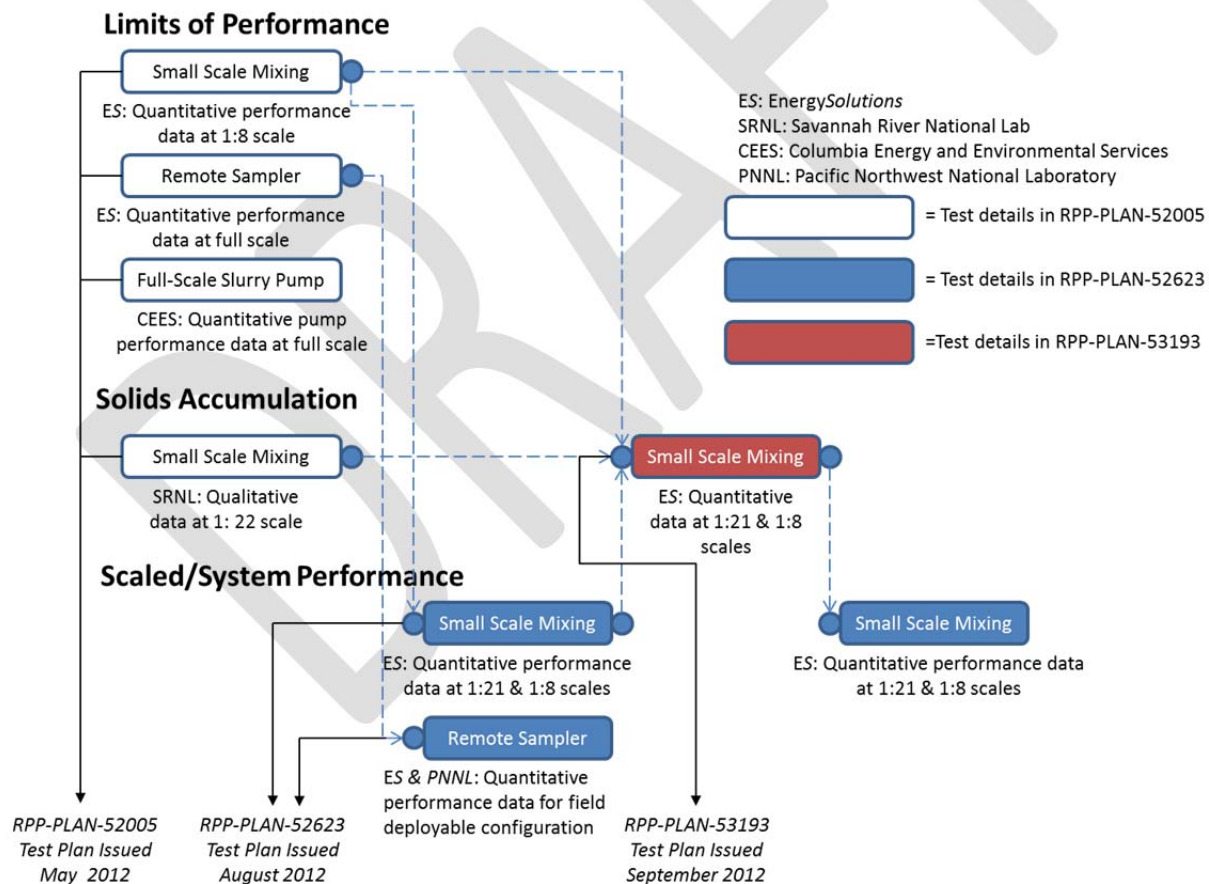 Limits of Performance
Small Scale Mixing
ES: Quantitative performance
data at 1:8 scale
Remote Sampler
ES: Quantitative performance
data at full scale
Full-Scale Slurry Pump
CEES: Quantitative pump
performance data at full scale
ES: EnergySolutions
SRNL: Savannah River National Lab
CEES: Columbia Energy and Environmental Services
PNNL: Pacific Northwest National Laboratory
= Test details in RPP-PLAN-52005
= Test details in RPP-PLAN-52623
=Test details in RPP-PLAN-53193
Solids Accumulation
Small Scale Mixing
SRNL: Qualitative
data at 1: 22 scale
Small Scale Mixing
ES: Quantitative
data at 1:21 & 1:8
scales
Scaled/System Performance
Small Scale Mixing
ES: Quantitative performance
data at 1:21 & 1:8 scales
Small Scale Mixing
ES: Quantitative performance data
at 1:21 & 1:8 scales
Remote Sampler
ES & PNNL: Quantitative
performance data for field
deployable configuration
RPP-PLAN-52005
Test Plan Issued
May 2012
RPP-PLAN-52623
Test Plan Issued
August 2012
RPP-PLAN-53193
Test Plan Issued
September 2012
DRAFT